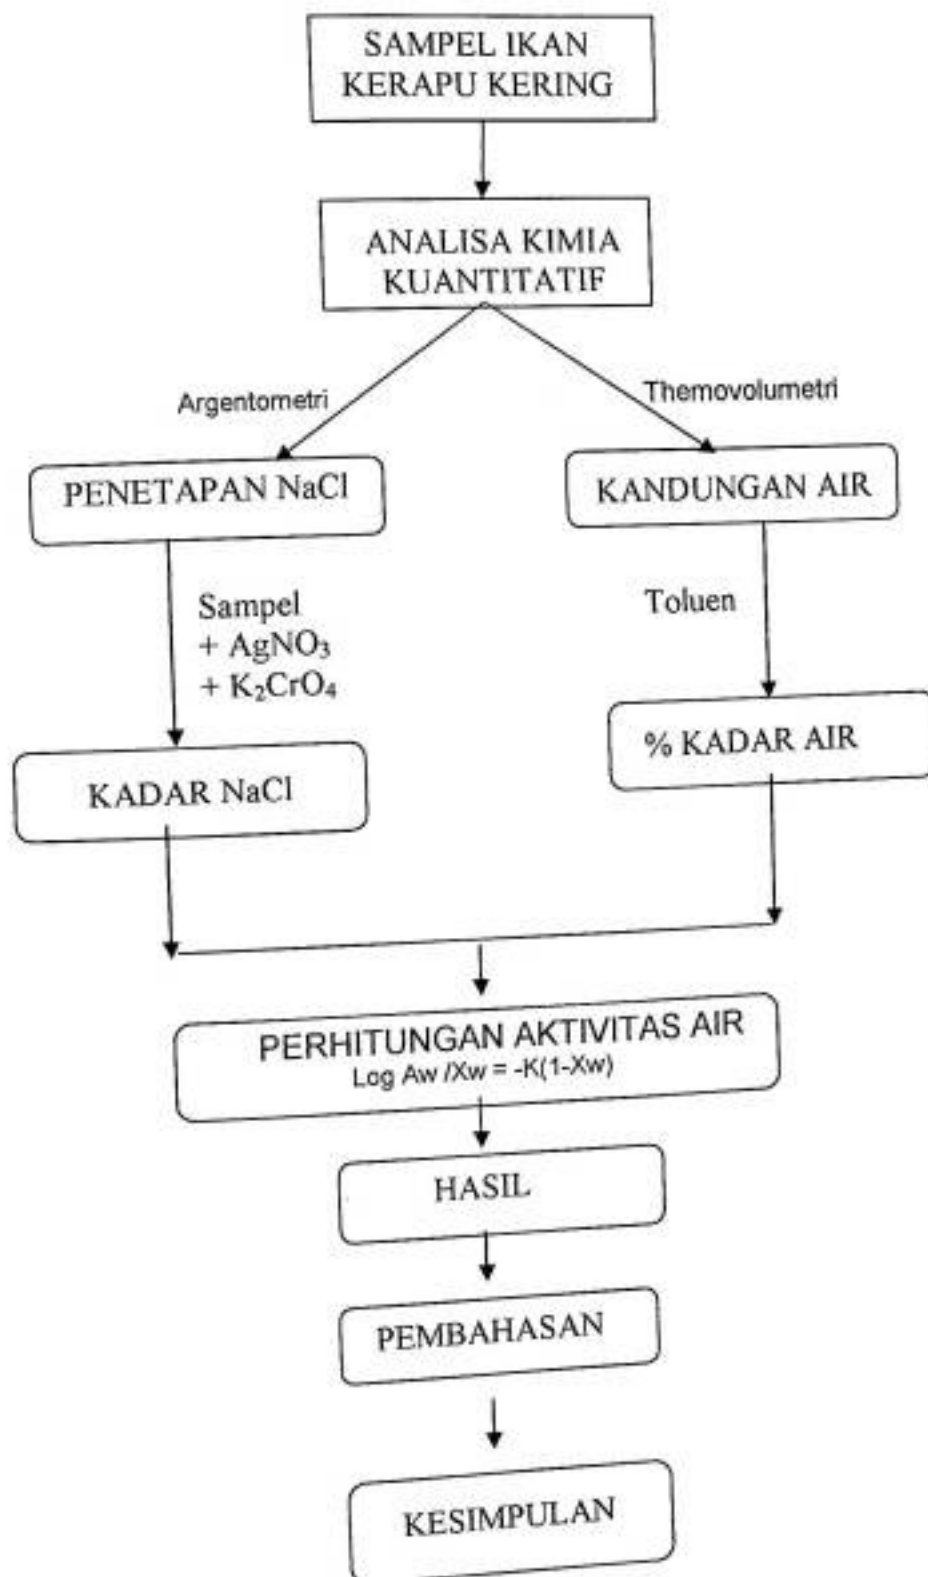 SAMPEL IKAN
KERAPU KERING
ANALISA KIMIA
KUANTITATIF
Argentometri
Themovolumetri
PENETAPAN NaCl
KANDUNGAN AIR
Sampel
+ AgNO₃
+ K₂CrO₄
Toluen
KADAR NaCl
% KADAR AIR
PERHITUNGAN AKTIVITAS AIR
Log Aw /Xw = -K(1-Xw)
HASIL
PEMBAHASAN
KESIMPULAN